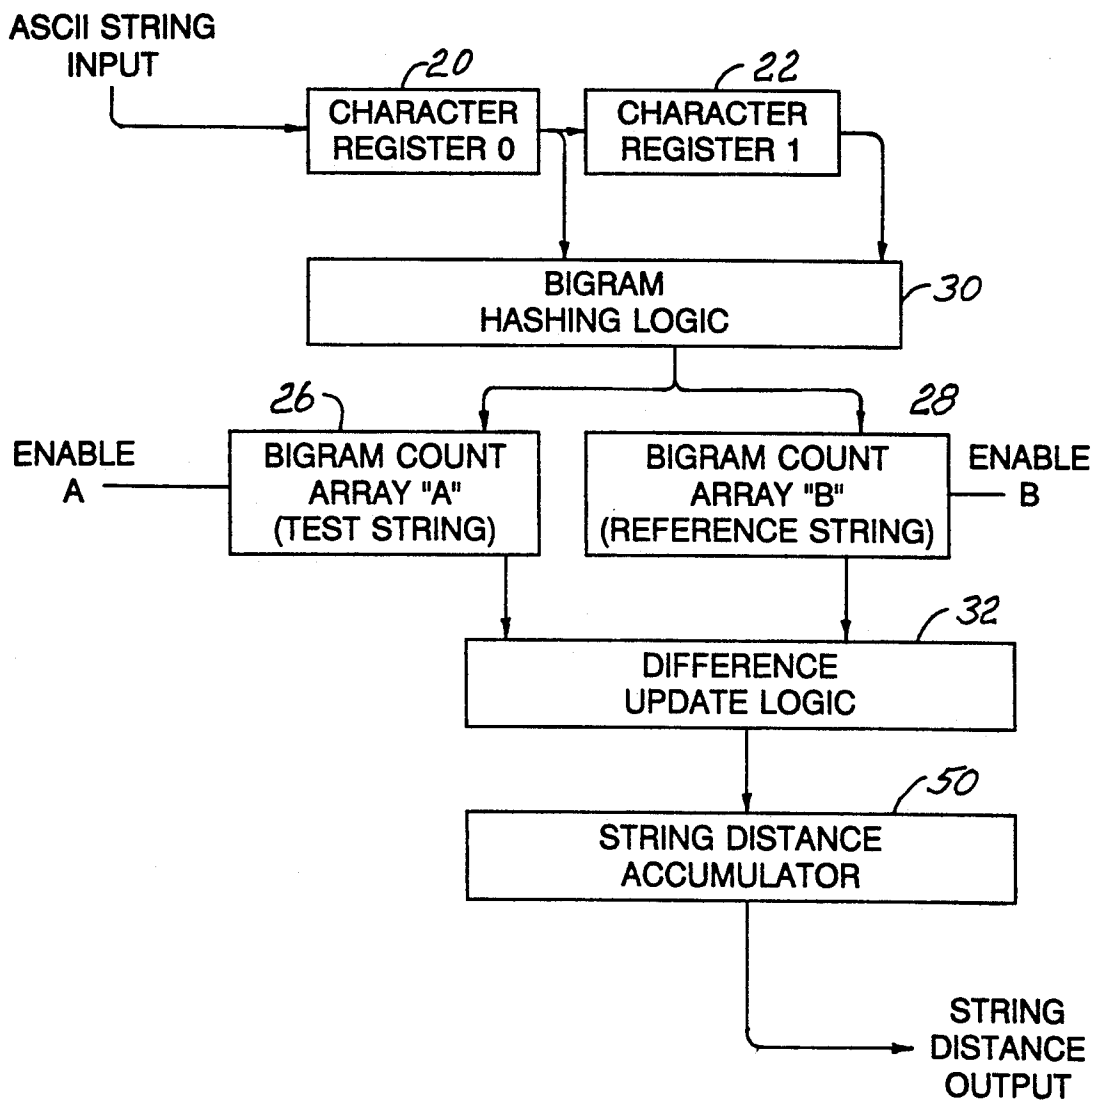 ASCII STRING
INPUT
20
22
CHARACTER
REGISTER 0
CHARACTER
REGISTER 1
BIGRAM
HASHING LOGIC
30
26
28
ENABLE
A
BIGRAM COUNT
ARRAY "A"
(TEST STRING)
BIGRAM COUNT
ARRAY "B"
(REFERENCE STRING)
ENABLE
B
32
DIFFERENCE
UPDATE LOGIC
50
STRING DISTANCE
ACCUMULATOR
STRING
DISTANCE
OUTPUT